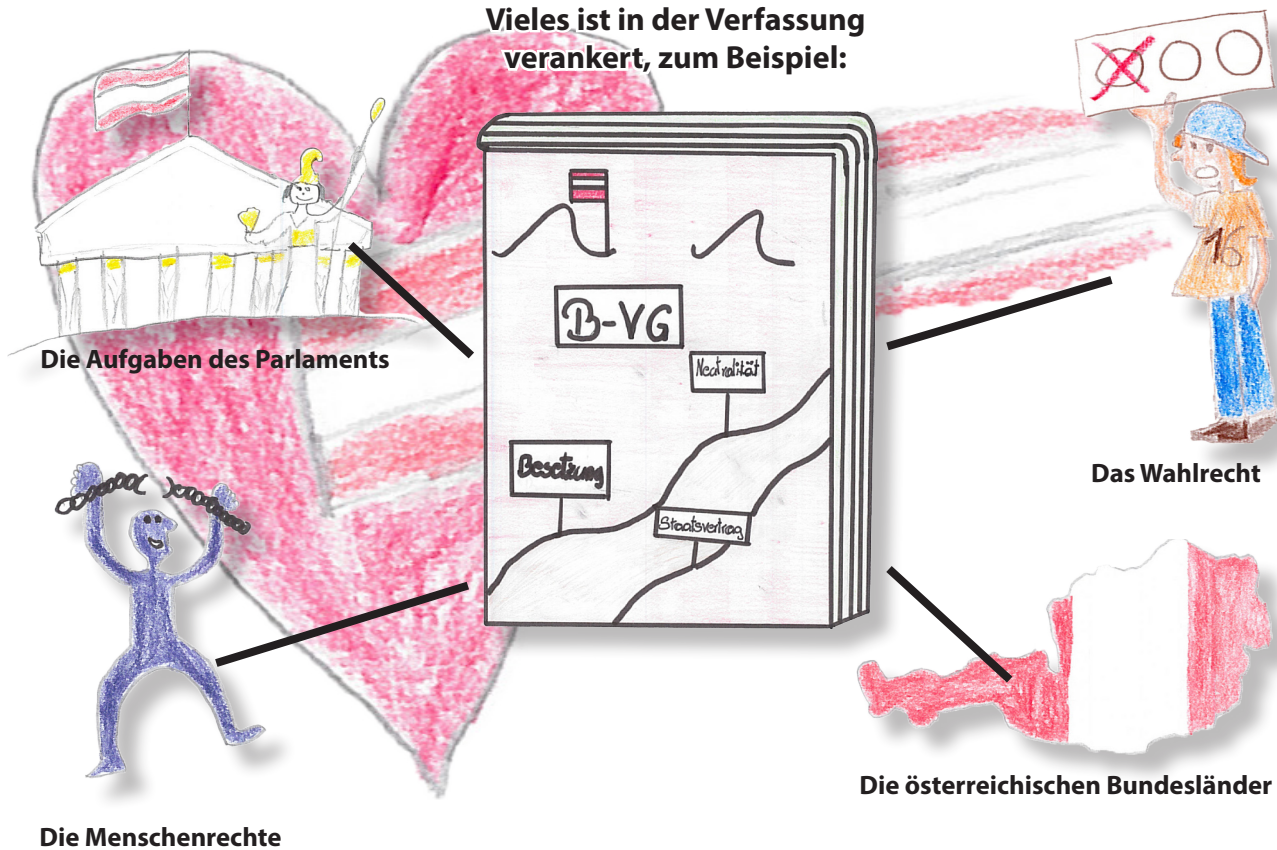 Vieles ist in der Verfassung
verankert, zum Beispiel:
16
B-VG
Neutralität
Die Aufgaben des Parlaments
Besetzung
Das Wahlrecht
Staatsvertrag
Die österreichischen Bundesländer
Die Menschenrechte